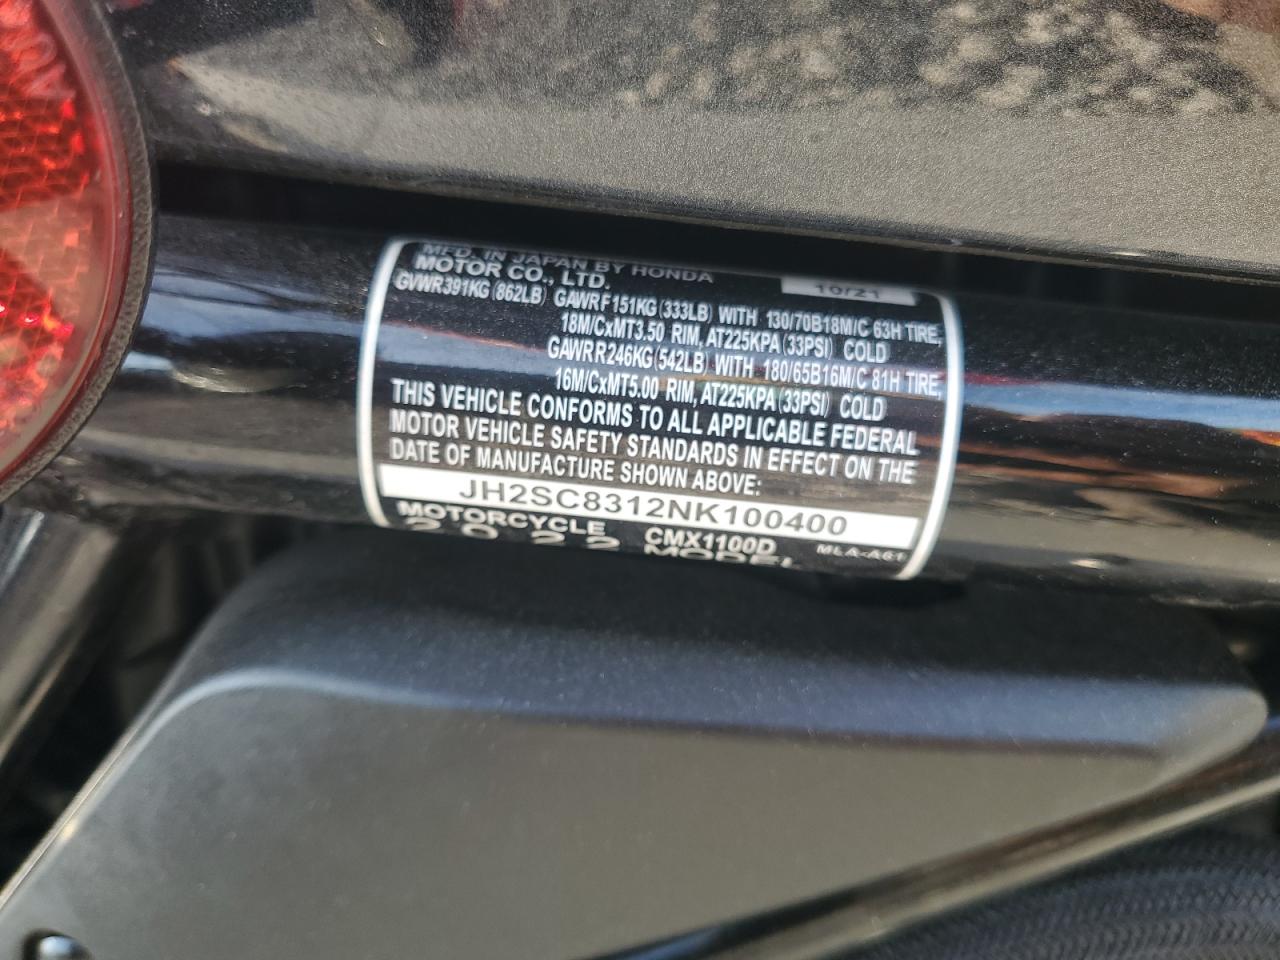 MFD. IN JAPAN BY HONDA
MOTOR CO., LTD.
10/21
GVWR391KG (862LB) GAWR F151KG (333LB) WITH 130/70B18M/C 63H TIRE,
18M/CxMT3.50 RIM, AT225KPA (33PSI) COLD
GAWR R246KG (542LB) WITH 180/65B16M/C 81H TIRE,
16M/CxMT5.00 RIM, AT225KPA (33PSI) COLD
THIS VEHICLE CONFORMS TO ALL APPLICABLE FEDERAL
MOTOR VEHICLE SAFETY STANDARDS IN EFFECT ON THE
DATE OF MANUFACTURE SHOWN ABOVE:
JH2SC8312NK100400
MOTORCYCLE CMX1100D
2022 MODEL MLA-A61